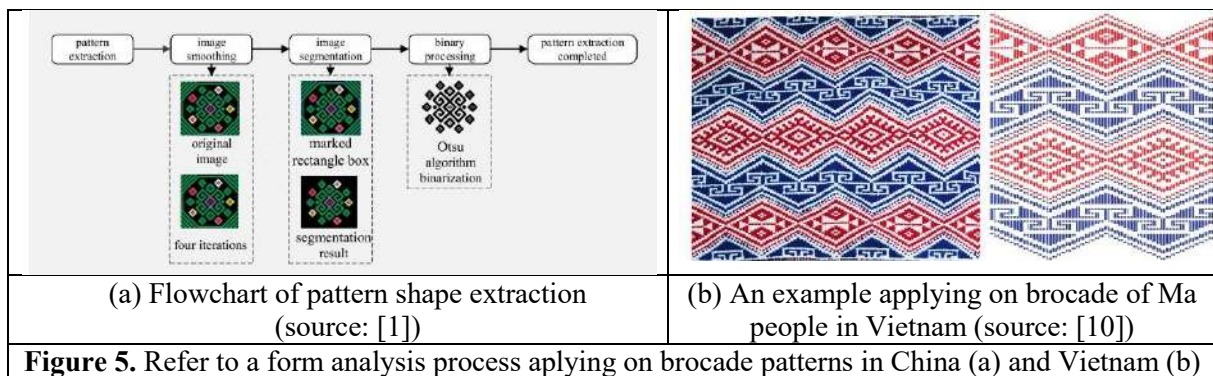 pattern
extraction
image
smoothing
image
segmentation
binary
processing
pattern extraction
completed
original
image
four iterations
marked
rectangle box
segmentation
result
Otsu
algorithm
binarization
(a) Flowchart of pattern shape extraction
(source: [1])
(b) An example applying on brocade of Ma
people in Vietnam (source: [10])
Figure 5. Refer to a form analysis process aplying on brocade patterns in China (a) and Vietnam (b)